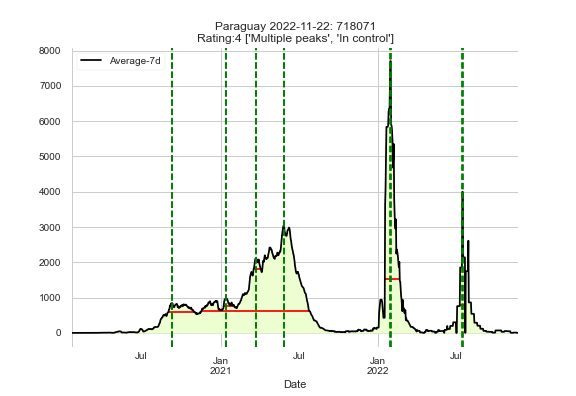 Paraguay 2022-11-22: 718071
Rating:4 ['Multiple peaks', 'In control']
8000
Average-7d
7000
6000
5000
4000
3000
2000
1000
0
Jul
Jan
2021
Jul
Jan
2022
Jul
Date